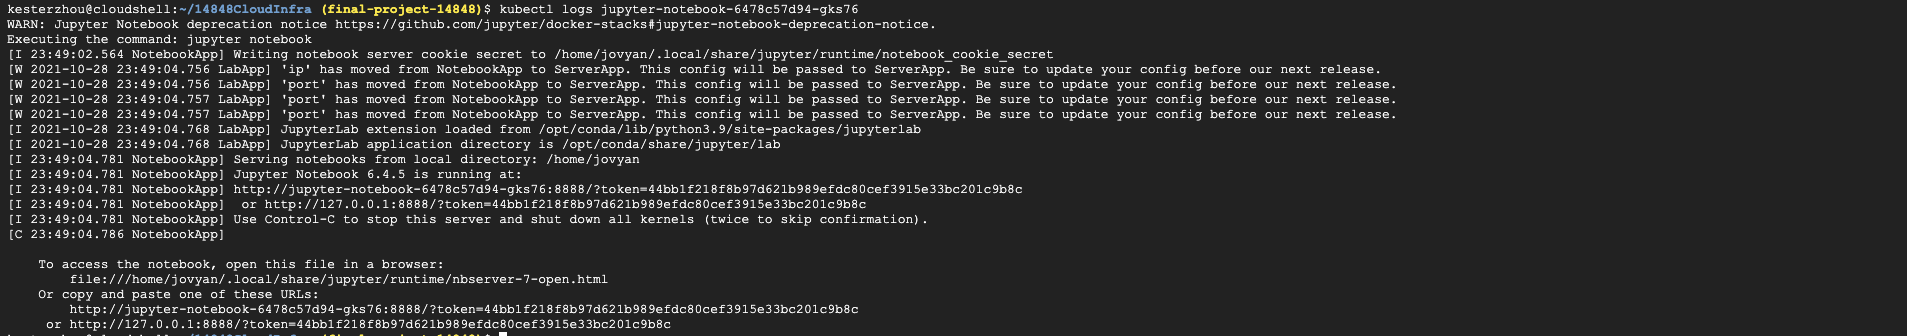 kesterzhou@cloudshell:~/14848CloudInfra (final-project-14848)$ kubectl logs jupyter-notebook-6478c57d94-gks76
WARN: Jupyter Notebook deprecation notice https://github.com/jupyter/docker-stacks#jupyter-notebook-deprecation-notice.
Executing the command: jupyter notebook
[I 23:49:02.564 NotebookApp] Writing notebook server cookie secret to /home/jovyan/.local/share/jupyter/runtime/notebook_cookie_secret
[W 2021-10-28 23:49:04.756 LabApp] 'ip' has moved from NotebookApp to ServerApp. This config will be passed to ServerApp. Be sure to update your config before our next release.
[W 2021-10-28 23:49:04.756 LabApp] 'port' has moved from NotebookApp to ServerApp. This config will be passed to ServerApp. Be sure to update your config before our next release.
[W 2021-10-28 23:49:04.757 LabApp] 'port' has moved from NotebookApp to ServerApp. This config will be passed to ServerApp. Be sure to update your config before our next release.
[W 2021-10-28 23:49:04.757 LabApp] 'port' has moved from NotebookApp to ServerApp. This config will be passed to ServerApp. Be sure to update your config before our next release.
[I 2021-10-28 23:49:04.768 LabApp] JupyterLab extension loaded from /opt/conda/lib/python3.9/site-packages/jupyterlab
[I 2021-10-28 23:49:04.768 LabApp] JupyterLab application directory is /opt/conda/share/jupyter/lab
[I 23:49:04.781 NotebookApp] Serving notebooks from local directory: /home/jovyan
[I 23:49:04.781 NotebookApp] Jupyter Notebook 6.4.5 is running at:
[I 23:49:04.781 NotebookApp] http://jupyter-notebook-6478c57d94-gks76:8888/?token=44bb1f218f8b97d621b989efdc80cef3915e33bc201c9b8c
[I 23:49:04.781 NotebookApp]  or http://127.0.0.1:8888/?token=44bb1f218f8b97d621b989efdc80cef3915e33bc201c9b8c
[I 23:49:04.781 NotebookApp] Use Control-C to stop this server and shut down all kernels (twice to skip confirmation).
[C 23:49:04.786 NotebookApp]
To access the notebook, open this file in a browser:
file:///home/jovyan/.local/share/jupyter/runtime/nbserver-7-open.html
Or copy and paste one of these URLs:
http://jupyter-notebook-6478c57d94-gks76:8888/?token=44bb1f218f8b97d621b989efdc80cef3915e33bc201c9b8c
or http://127.0.0.1:8888/?token=44bb1f218f8b97d621b989efdc80cef3915e33bc201c9b8c